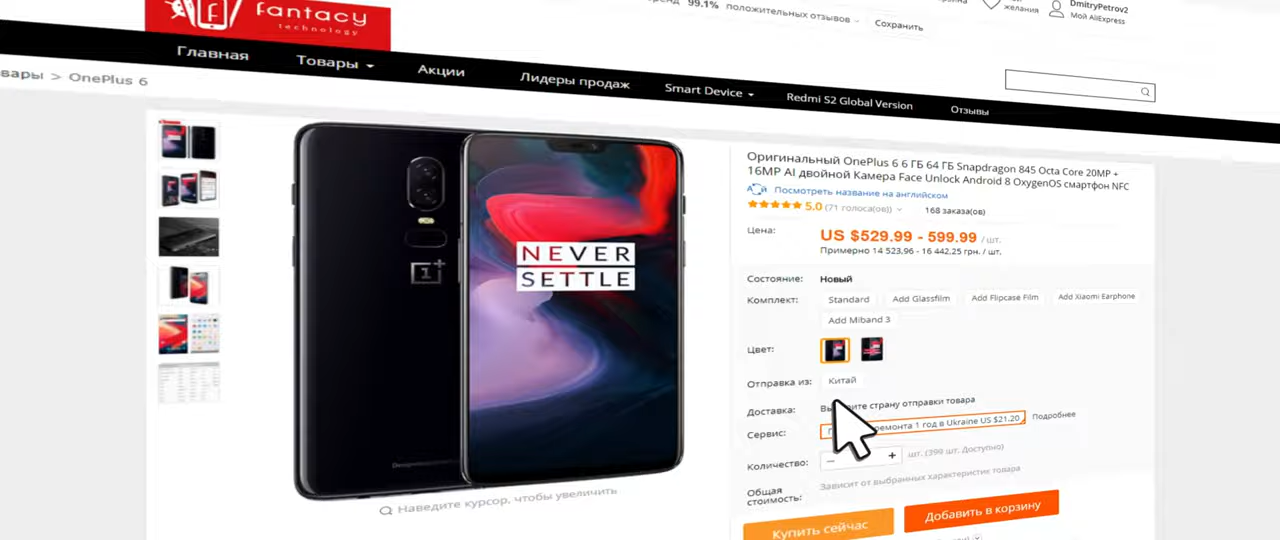 fantacy
technology
99.1% положительных отзывов
Сохранить
желания
DmitryPetrov2
Мой AliExpress
Главная
Товары
Акции
Лидеры продаж
Smart Device
Redmi S2 Global Version
Отзывы
> OnePlus 6
Оригинальный OnePlus 6 6 ГБ 64 ГБ Snapdragon 845 Octa Core 20MP +
16MP AI двойной Камера Face Unlock Android 8 OxygenOS смартфон NFC
Посмотреть название на английском
5.0 (71 голоса(ов)) 168 заказа(ов)
Цена: US $529.99 - 599.99 / шт.
Примерно 14 523,96 - 16 442,25 грн. / шт.
Состояние: Новый
Комплект: Standard Add Glassfilm Add Flipcase Film Add Xiaomi Earphone
Add Miband 3
Цвет:
Отправка из: Китай
Доставка: страну отправки товара
Сервис: 1 год в Ukraine US $21.20 Подробнее
Количество: − + шт. (399 шт. Доступно)
Общая
стоимость: Зависит от выбранных характеристик товара
Купить сейчас Добавить в корзину
NEVER
SETTLE
1+
Наведите курсор, чтобы увеличить